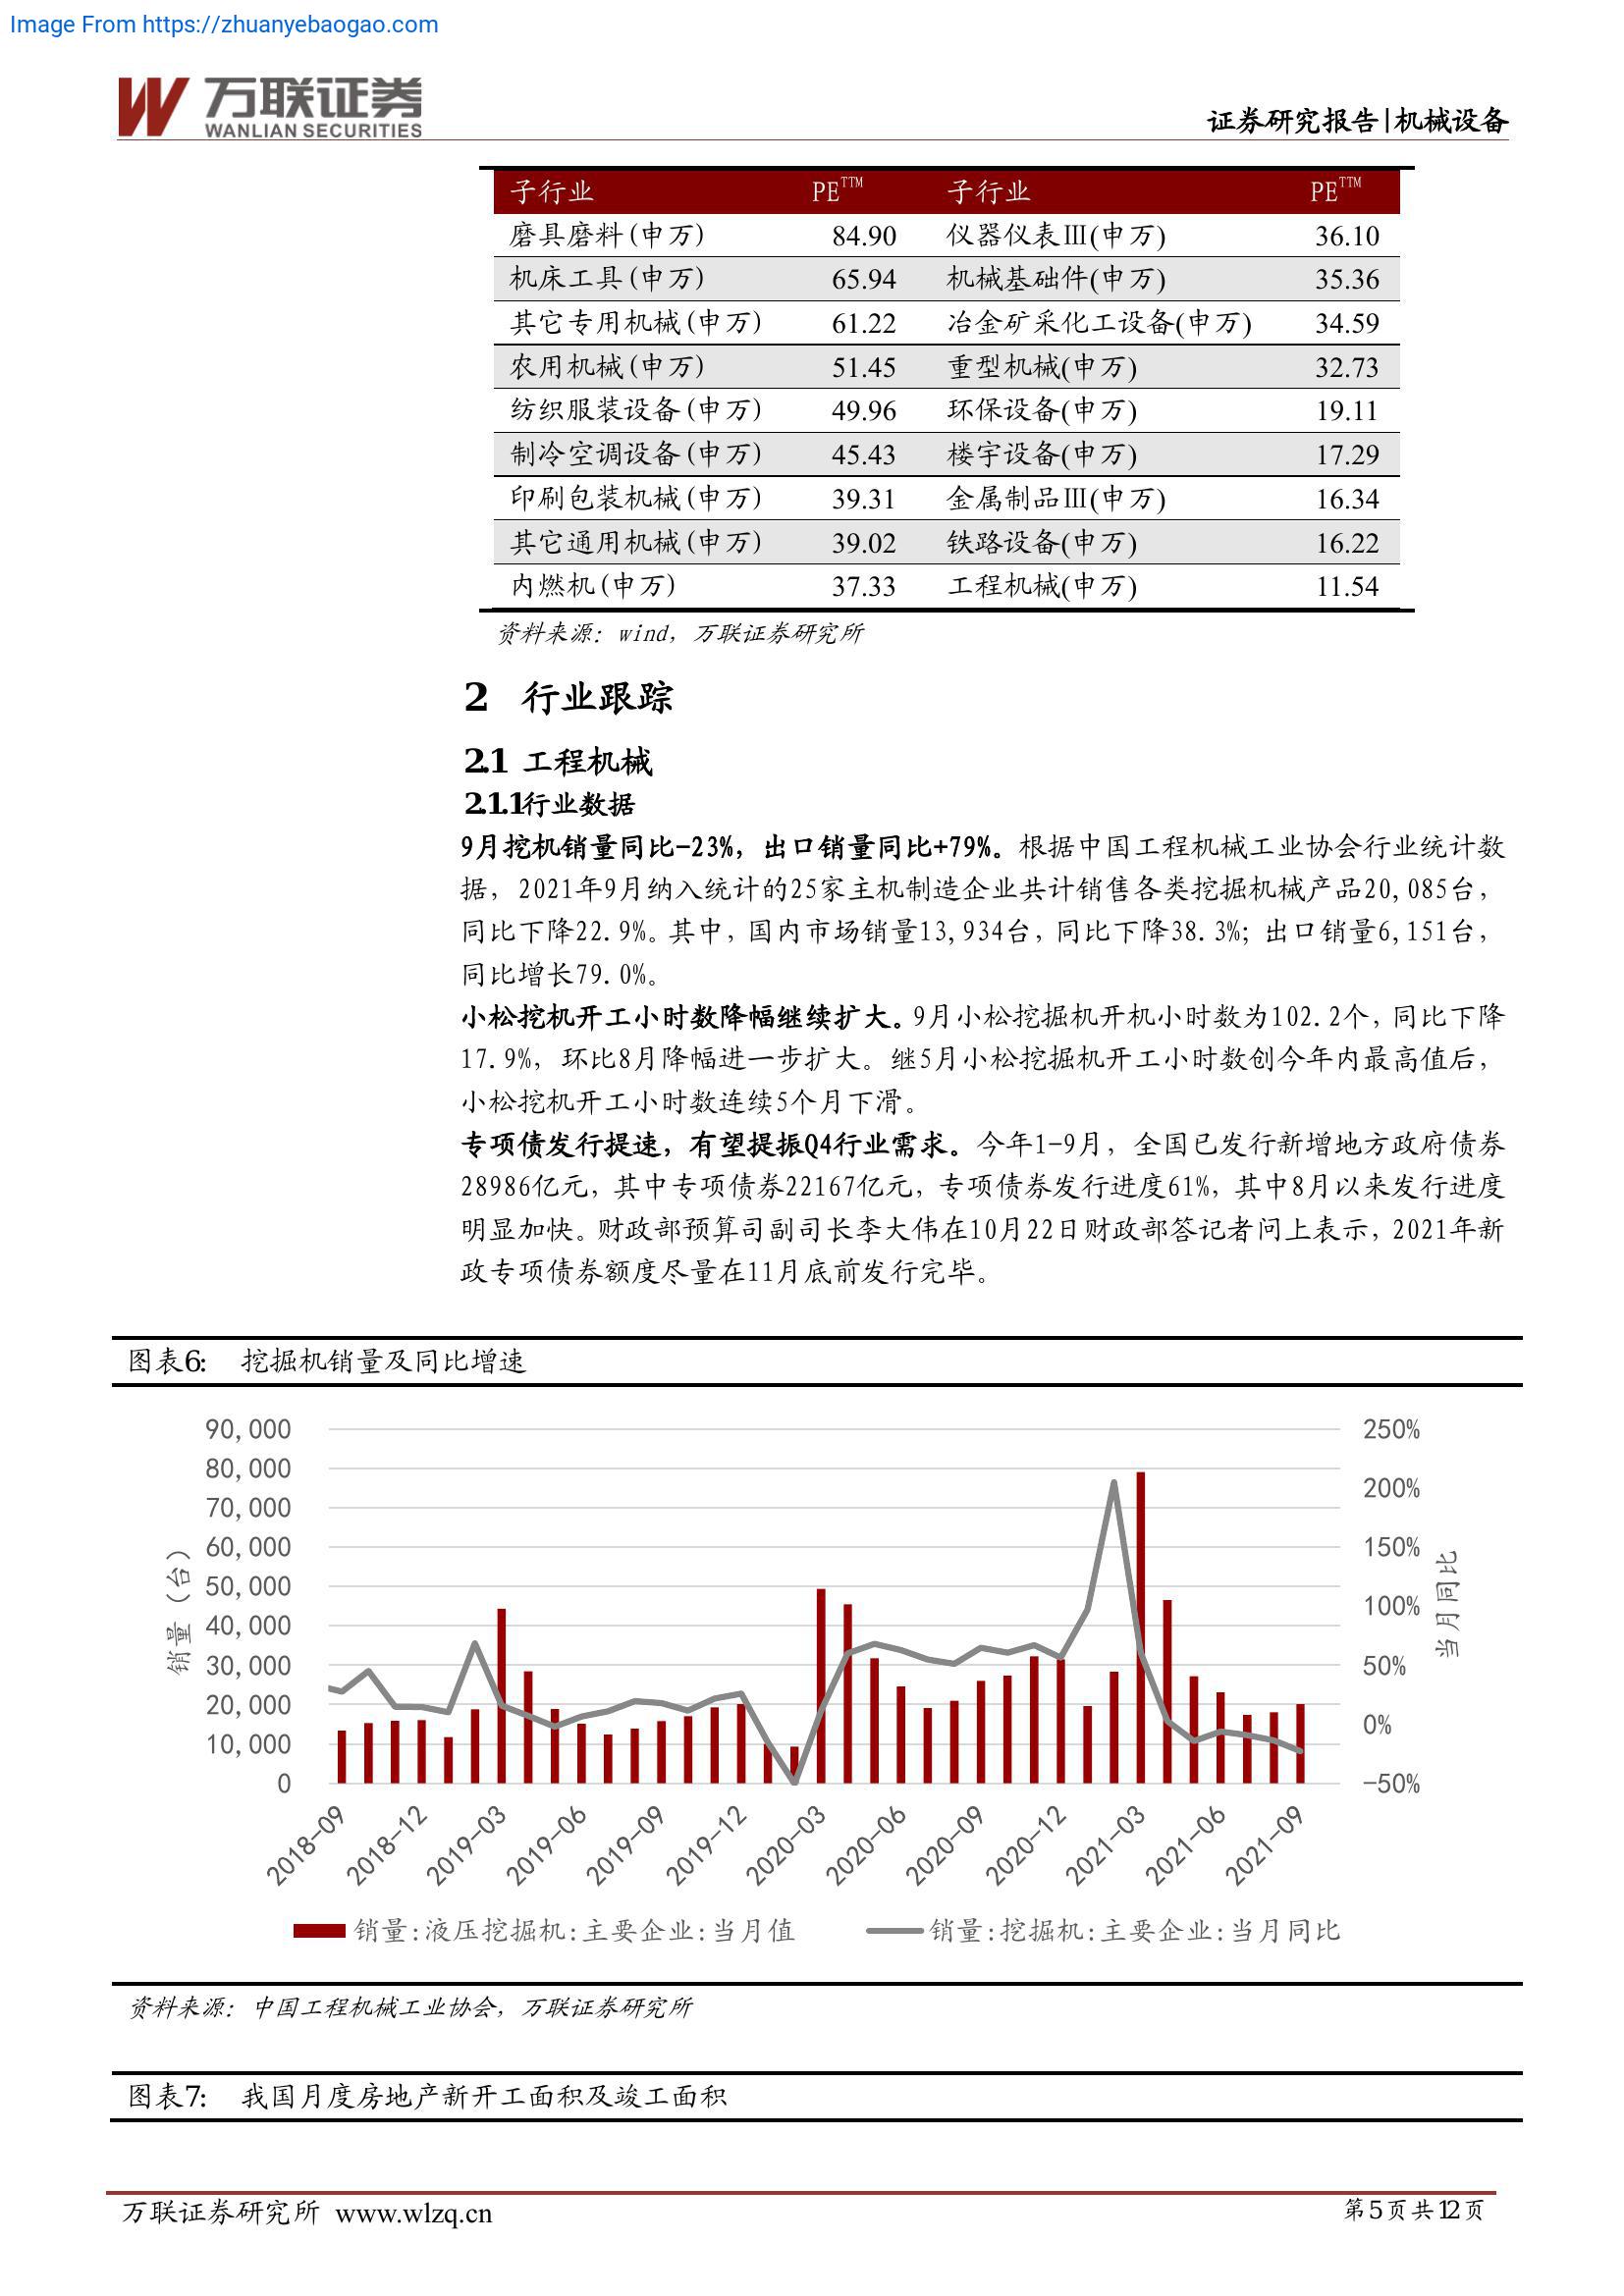 Image From https://zhuanyebaogao.com
万联证券
WANLIAN SECURITIES
证券研究报告|机械设备
子行业 PE^TTM 子行业 PE^TTM
磨具磨料(申万) 84.90 仪器仪表Ⅲ(申万) 36.10
机床工具(申万) 65.94 机械基础件(申万) 35.36
其它专用机械(申万) 61.22 冶金矿采化工设备(申万) 34.59
农用机械(申万) 51.45 重型机械(申万) 32.73
纺织服装设备(申万) 49.96 环保设备(申万) 19.11
制冷空调设备(申万) 45.43 楼宇设备(申万) 17.29
印刷包装机械(申万) 39.31 金属制品Ⅲ(申万) 16.34
其它通用机械(申万) 39.02 铁路设备(申万) 16.22
内燃机(申万) 37.33 工程机械(申万) 11.54
资料来源：wind，万联证券研究所
2 行业跟踪
2.1 工程机械
2.1.1行业数据
9月挖机销量同比-23%，出口销量同比+79%。根据中国工程机械工业协会行业统计数
据，2021年9月纳入统计的25家主机制造企业共计销售各类挖掘机械产品20,085台，
同比下降22.9%。其中，国内市场销量13,934台，同比下降38.3%；出口销量6,151台，
同比增长79.0%。
小松挖机开工小时数降幅继续扩大。9月小松挖掘机开机小时数为102.2个，同比下降
17.9%，环比8月降幅进一步扩大。继5月小松挖掘机开工小时数创今年内最高值后，
小松挖机开工小时数连续5个月下滑。
专项债发行提速，有望提振Q4行业需求。今年1-9月，全国已发行新增地方政府债券
28986亿元，其中专项债券22167亿元，专项债券发行进度61%，其中8月以来发行进度
明显加快。财政部预算司副司长李大伟在10月22日财政部答记者问上表示，2021年新
政专项债券额度尽量在11月底前发行完毕。
图表6: 挖掘机销量及同比增速
90,000 250%
80,000 200%
70,000
60,000 150%
50,000 100%
40,000
30,000 50%
20,000 0%
10,000
0 -50%
销量（台）
当月同比
2018-09 2018-12 2019-03 2019-06 2019-09 2019-12 2020-03 2020-06 2020-09 2020-12 2021-03 2021-06 2021-09
销量:液压挖掘机:主要企业:当月值 销量:挖掘机:主要企业:当月同比
资料来源：中国工程机械工业协会，万联证券研究所
图表7: 我国月度房地产新开工面积及竣工面积
万联证券研究所 www.wlzq.cn 第5页共12页